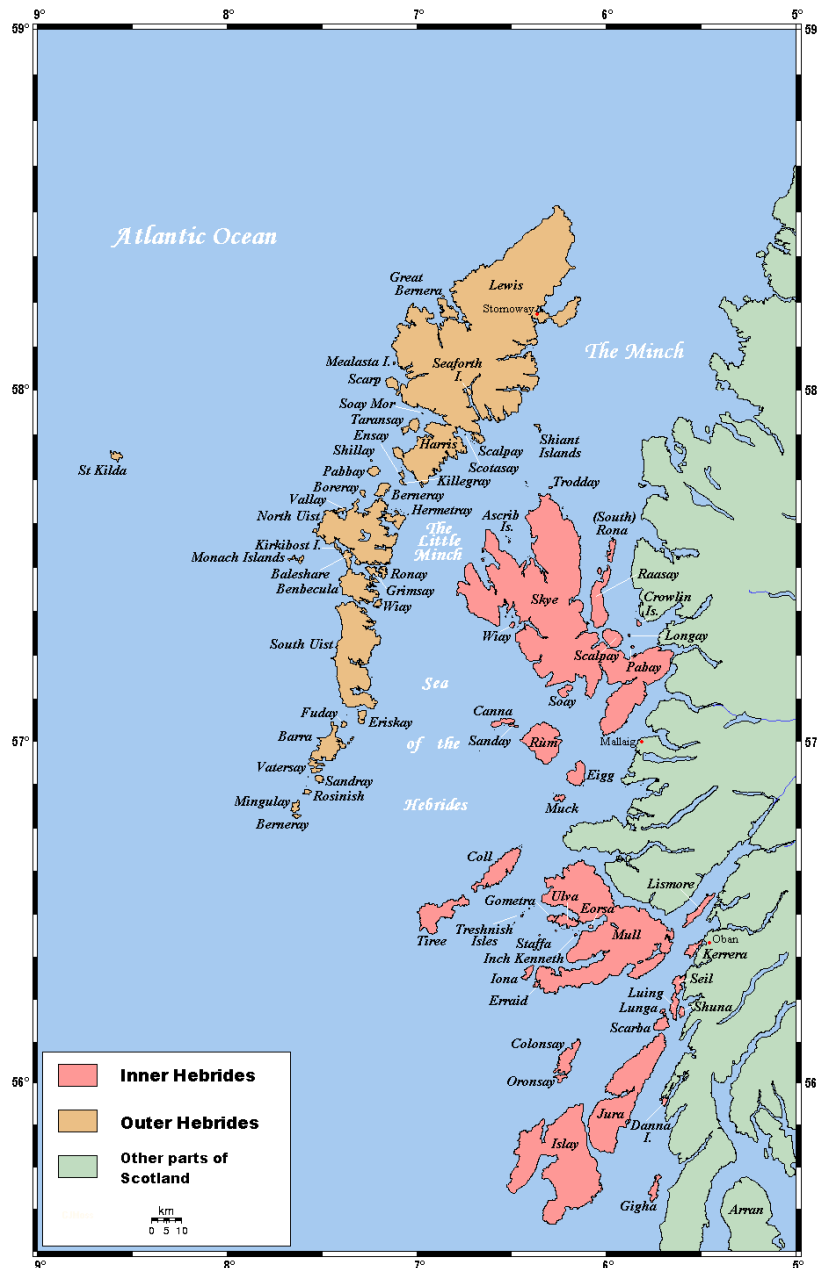 9°
8°
7°
6°
5°
59°
59
Atlantic Ocean
Great
Bernera
Lewis
Stornoway
The Minch
Mealasta I.
Seaforth
I.
58°
58°
Scarp
Soay Mor
Taransay
Ensay
Harris
Scalpay
Shiant
Islands
Shillay
Scotasay
St Kilda
Pabbay
Killegray
Boreray
Berneray
Trodday
Vallay
North Uist
Hermetray
Ascrib
Is.
(South)
Rona
The
Little
Minch
Kirkibost I.
Monach Islands
Baleshare
Ronay
Raasay
Benbecula
Grimsay
Wiay
Skye
Crowlin
Is.
South Uist
Wiay
Longay
Scalpay
Pabay
Sea
Soay
Fuday
Eriskay
Canna
Barra
57°
of the
Sanday
Rùm
Mallaig
57°
Vatersay
Sandray
Eigg
Rosinish
Mingulay
Hebrides
Muck
Berneray
Coll
Lismore
Gometra
Ulva
Eorsa
Tiree
Treshnish
Isles
Staffa
Mull
Oban
Inch Kenneth
Kerrera
Iona
Seil
Erraid
Luing
Lunga
Shuna
Scarba
Colonsay
56°
Oronsay
56°
Jura
Danna
I.
Islay
Gigha
Arran
Inner Hebrides
Outer Hebrides
Other parts of
Scotland
km
0 5 10
9°
8°
7°
6°
5°